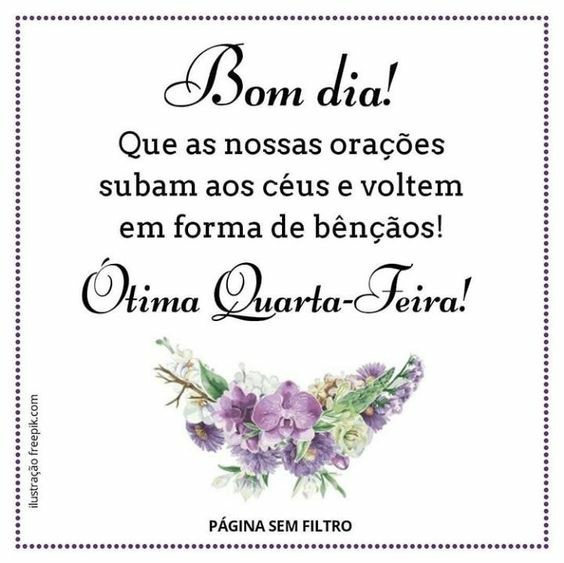 Bom dia!
Que as nossas orações
subam aos céus e voltem
em forma de bênçãos!
Ótima Quarta-Feira!
ilustração freepik.com
PÁGINA SEM FILTRO